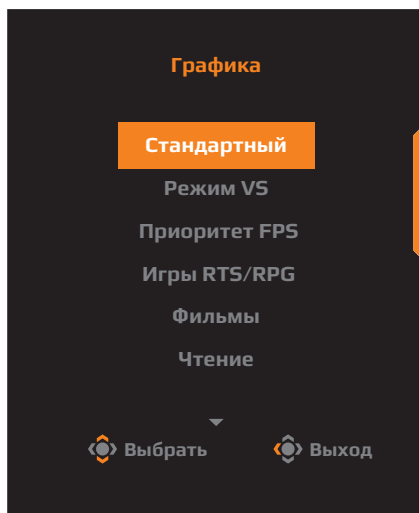 Графика
Стандартный
Режим VS
Приоритет FPS
Игры RTS/RPG
Фильмы
Чтение
Выбрать Выход